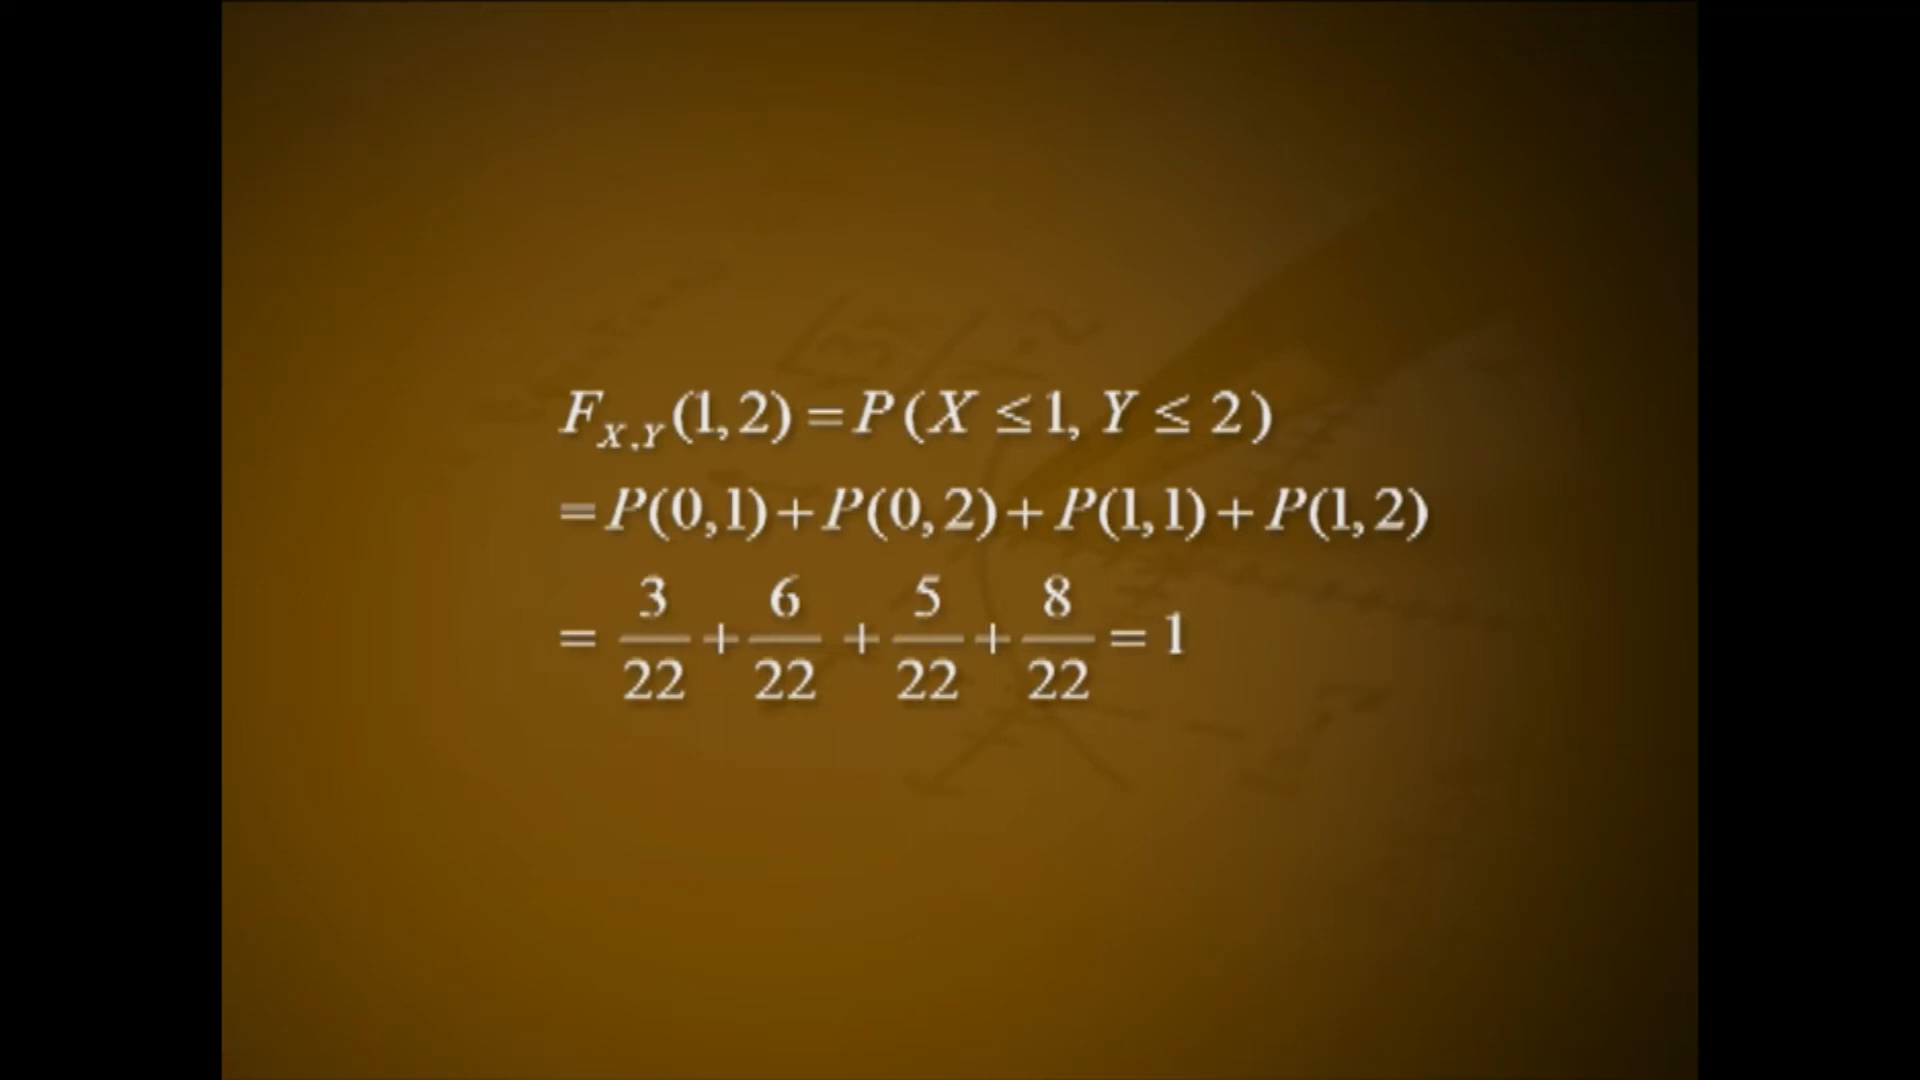 F_{X,Y}(1,2) = P(X ≤ 1, Y ≤ 2)
= P(0,1) + P(0,2) + P(1,1) + P(1,2)
= 3/22 + 6/22 + 5/22 + 8/22 = 1